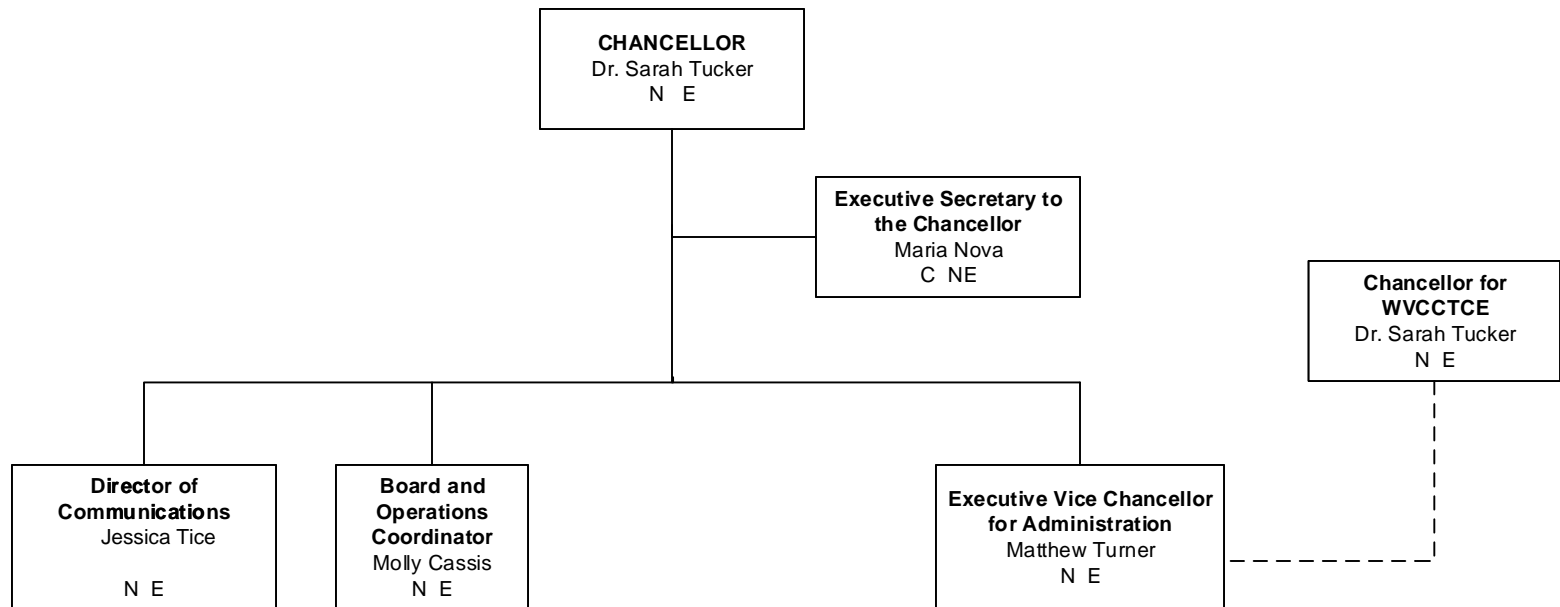 CHANCELLOR
Dr. Sarah Tucker
N E
Executive Secretary to
the Chancellor
Maria Nova
C NE
Chancellor for
WVCCTCE
Dr. Sarah Tucker
N E
Director of
Communications
Jessica Tice
N E
Board and
Operations
Coordinator
Molly Cassis
N E
Executive Vice Chancellor
for Administration
Matthew Turner
N E